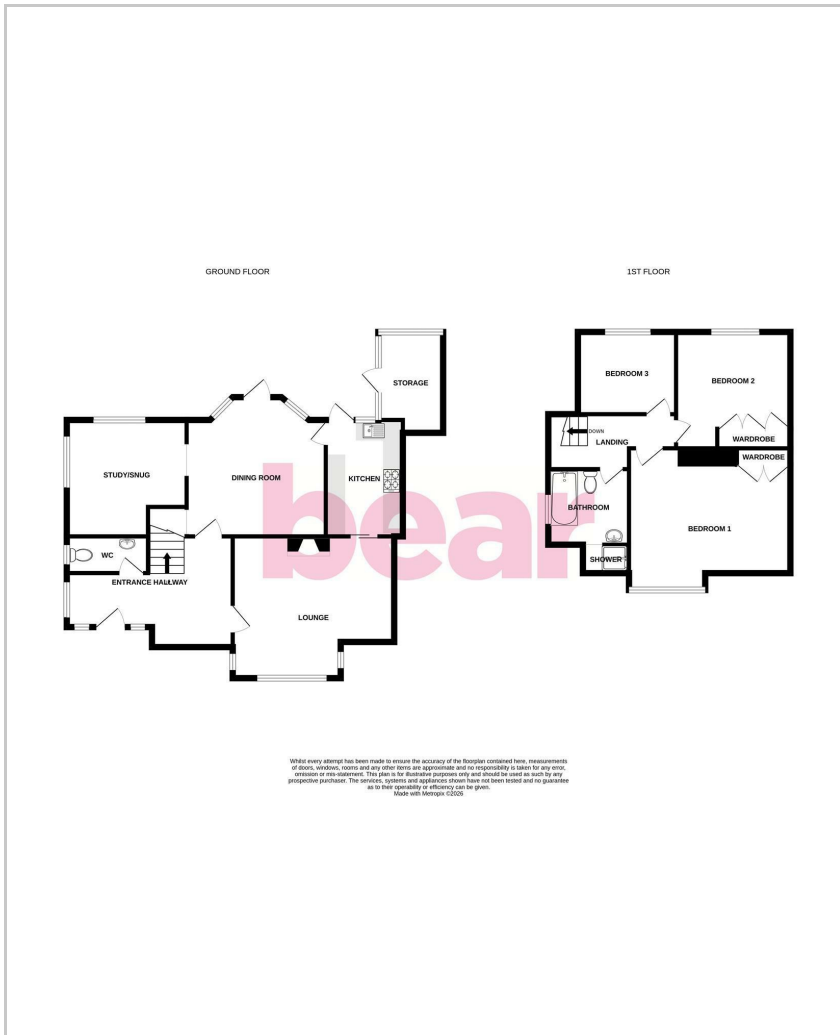 GROUND FLOOR
1ST FLOOR
STORAGE
STUDY/SNUG
DINING ROOM
KITCHEN
WC
ENTRANCE HALLWAY
LOUNGE
BEDROOM 3
BEDROOM 2
WARDROBE
DOWN
LANDING
WARDROBE
BATHROOM
BEDROOM 1
SHOWER
bear
Whilst every attempt has been made to ensure the accuracy of the floorplan contained here, measurements
of doors, windows, rooms and any other items are approximate and no responsibility is taken for any error,
omission or mis-statement. This plan is for illustrative purposes only and should be used as such by any
prospective purchaser. The services, systems and appliances shown have not been tested and no guarantee
as to their operability or efficiency can be given.
Made with Metropix ©2026